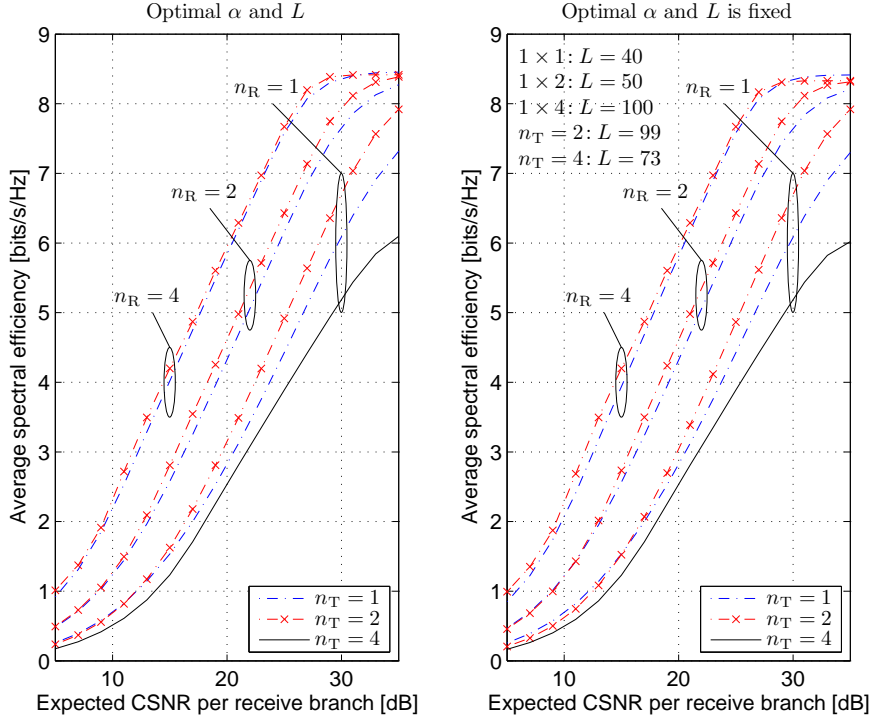 Optimal α and L
Average spectral efficiency [bits/s/Hz]
9
8
7
6
5
4
3
2
1
0
n_R = 1
n_R = 2
n_R = 4
n_T = 1
n_T = 2
n_T = 4
10
20
30
Expected CSNR per receive branch [dB]
Optimal α and L is fixed
Average spectral efficiency [bits/s/Hz]
9
8
7
6
5
4
3
2
1
0
1 × 1: L = 40
1 × 2: L = 50
1 × 4: L = 100
n_T = 2: L = 99
n_T = 4: L = 73
n_R = 1
n_R = 2
n_R = 4
n_T = 1
n_T = 2
n_T = 4
10
20
30
Expected CSNR per receive branch [dB]